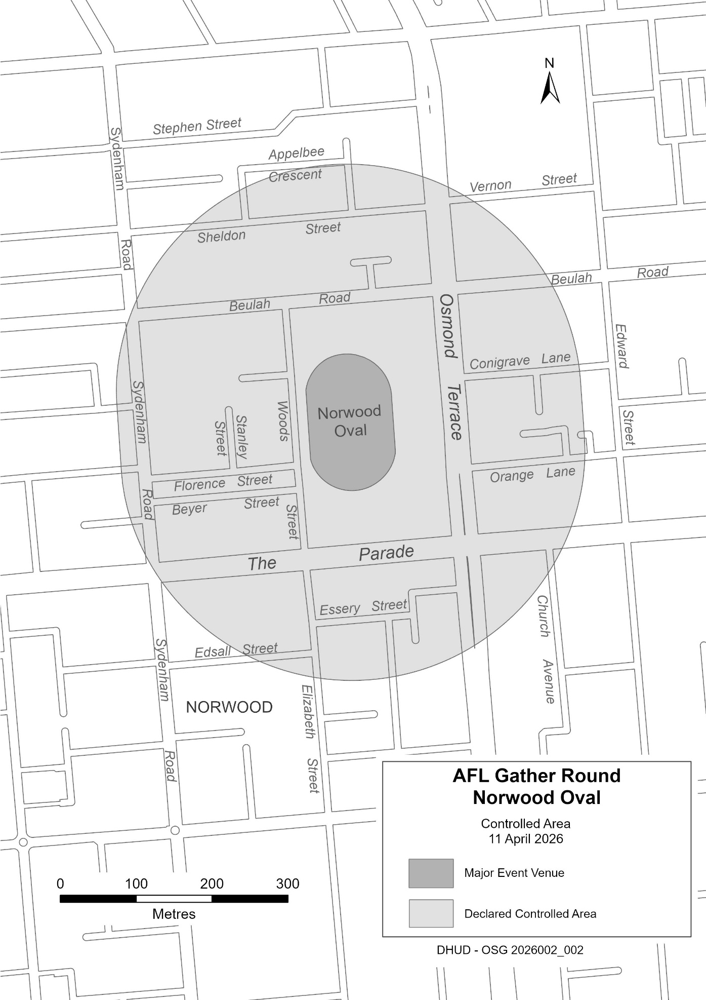 N
Stephen Street
Sydenham
Road
Appelbee
Crescent
Vernon Street
Sheldon Street
Beulah Road
Beulah Road
Osmond
Terrace
Edward
Street
Conigrave Lane
Sydenham
Road
Woods
Street
Stanley
Street
Norwood
Oval
Florence Street
Beyer Street
Orange Lane
The Parade
Essery Street
Church
Avenue
Edsall Street
Sydenham
Road
Elizabeth
Street
NORWOOD
AFL Gather Round
Norwood Oval
Controlled Area
11 April 2026
Major Event Venue
Declared Controlled Area
0 100 200 300
Metres
DHUD - OSG 2026002_002